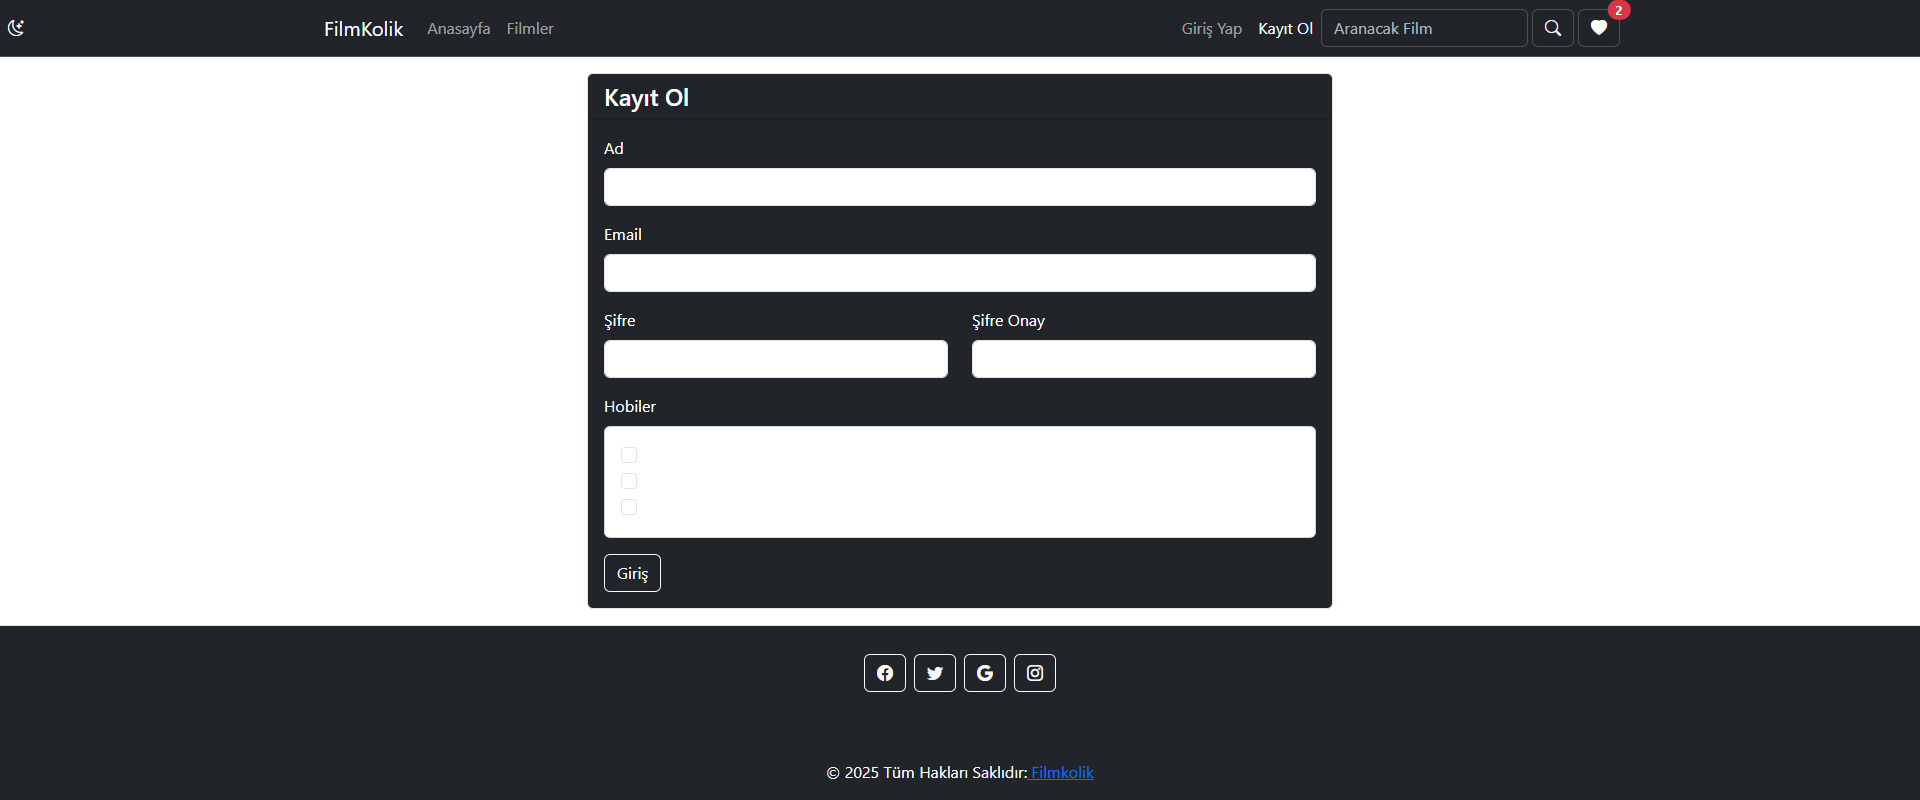 FilmKolik Anasayfa Filmler Giriş Yap Kayıt Ol Aranacak Film 2
Kayıt Ol
Ad
Email
Şifre Şifre Onay
Hobiler
Giriş
© 2025 Tüm Hakları Saklıdır: Filmkolik